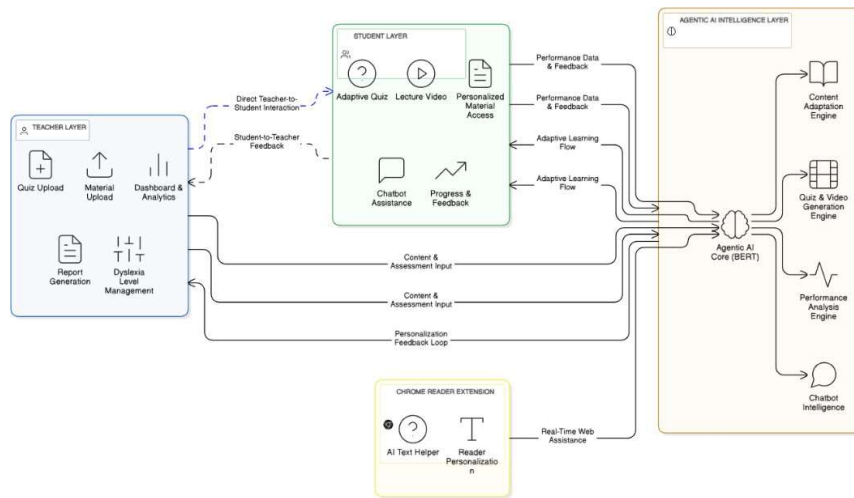 TEACHER LAYER
Quiz Upload
Material
Upload
Dashboard &
Analytics
Report
Generation
Dyslexia
Level
Management
Direct Teacher-to-
Student Interaction
Student-to-Teacher
Feedback
STUDENT LAYER
Adaptive Quiz
Lecture Video
Personalized
Material
Access
Chatbot
Assistance
Progress &
Feedback
Performance Data
& Feedback
Performance Data
& Feedback
Adaptive Learning
Flow
Adaptive Learning
Flow
Content &
Assessment Input
Content &
Assessment Input
Personalization
Feedback Loop
CHROME READER EXTENSION
AI Text Helper
Reader
Personalizatio
n
Real-Time Web
Assistance
AGENTIC AI INTELLIGENCE LAYER
Agentic AI
Core (BERT)
Content
Adaptation
Engine
Quiz & Video
Generation
Engine
Performance
Analysis
Engine
Chatbot
Intelligence